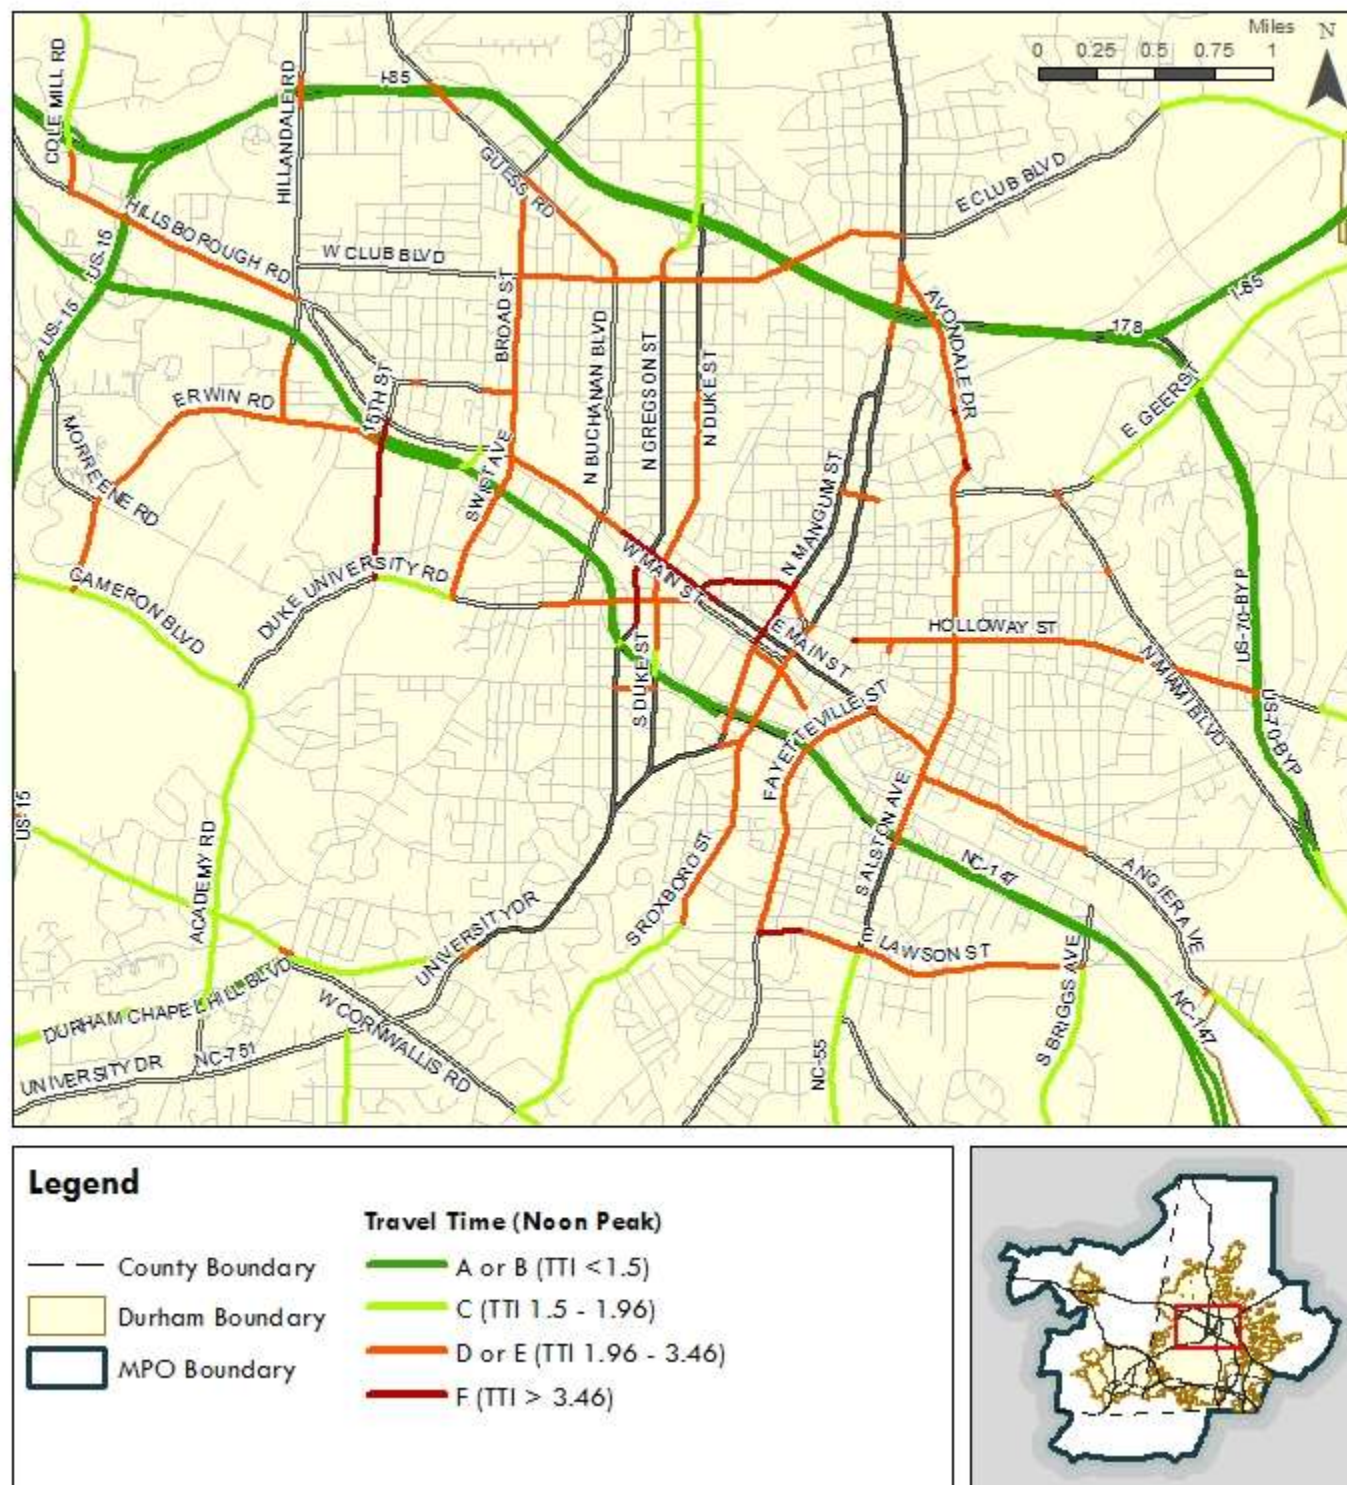 Miles
N
0 0.25 0.5 0.75 1
COLE MILL RD
HILLANDALE RD
I-85
GUESS RD
E CLUB BLVD
HILLSBOROUGH RD
US-15
W CLUB BLVD
BROAD ST
US-15
I-85
178
AVONDALE DR
N BUCHANAN BLVD
N GREGSON ST
N DUKE ST
E GEER ST
ERWIN RD
15TH ST
MORREENE RD
SWIFT AVE
N MANGUM ST
CAMERON BLVD
DUKE UNIVERSITY RD
W MAIN ST
E MAIN ST
HOLLOWAY ST
US-70-BYP
N MIAMI BLVD
S DUKE ST
FAYETTEVILLE ST
US-70-BYP
US-15
ACADEMY RD
S ROXBORO ST
S ALSTON AVE
NC-147
ANGIER AVE
UNIVERSITY DR
E LAWSON ST
S BRIGGS AVE
NC-147
DURHAM CHAPEL HILL BLVD
W CORNWALLIS RD
NC-751
UNIVERSITY DR
NC-55
Legend
Travel Time (Noon Peak)
County Boundary
Durham Boundary
MPO Boundary
A or B (TTI <1.5)
C (TTI 1.5 - 1.96)
D or E (TTI 1.96 - 3.46)
F (TTI > 3.46)